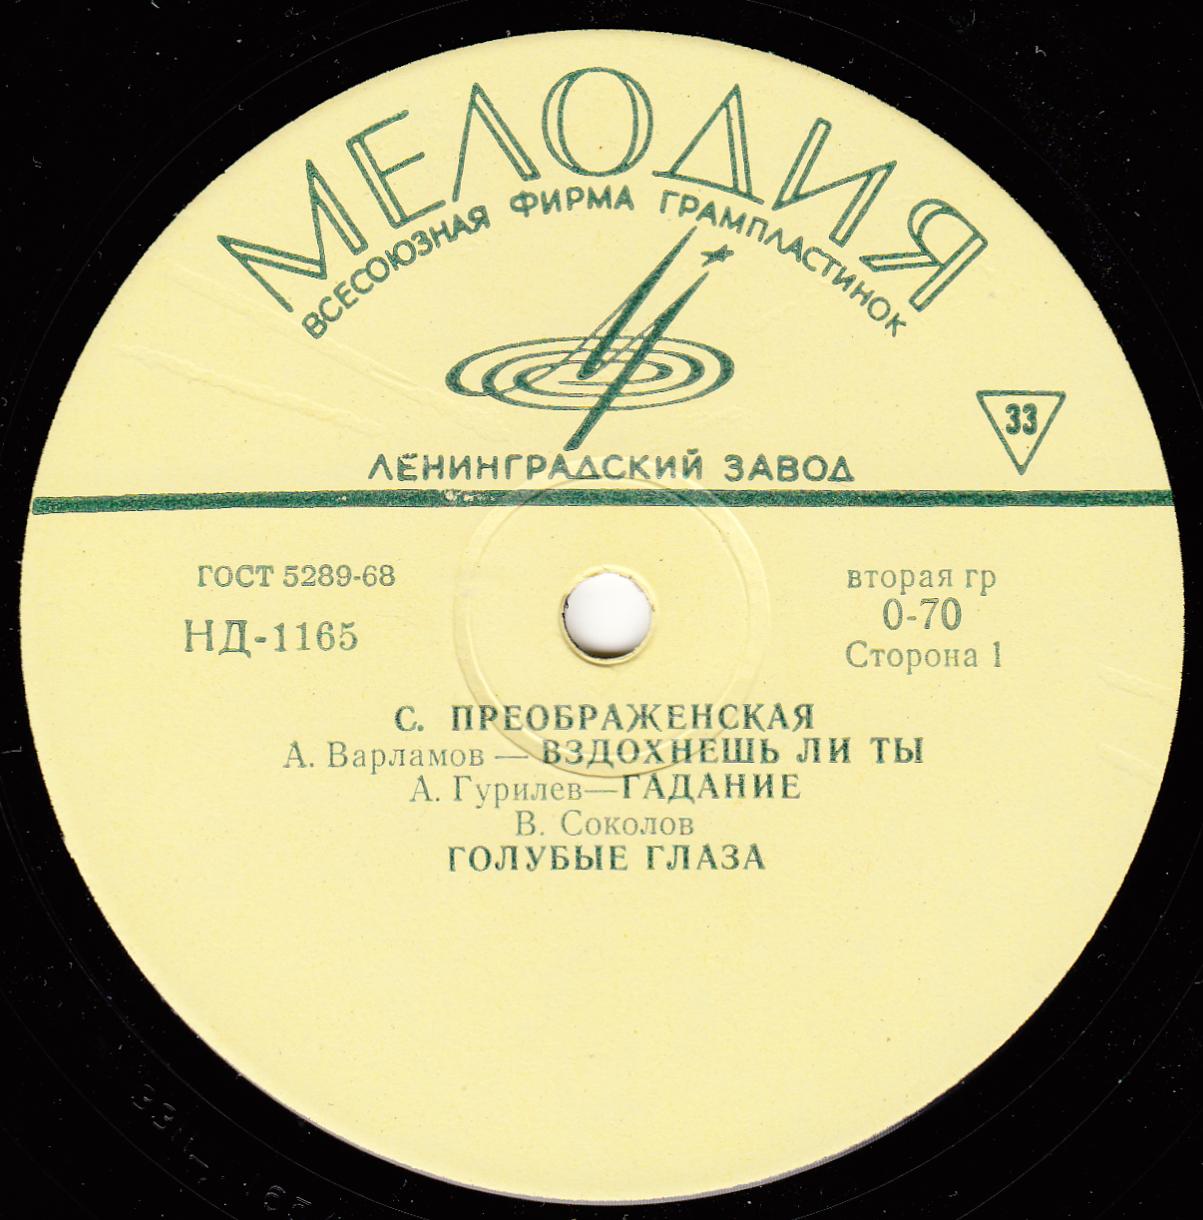 МЕЛОДИЯ
ВСЕСОЮЗНАЯ ФИРМА ГРАМПЛАСТИНОК
33
ЛЕНИНГРАДСКИЙ ЗАВОД
ГОСТ 5289-68
вторая гр
НД-1165
0-70
Сторона 1
С. ПРЕОБРАЖЕНСКАЯ
А. Варламов — ВЗДОХНЕШЬ ЛИ ТЫ
А. Гурилев—ГАДАНИЕ
В. Соколов
ГОЛУБЫЕ ГЛАЗА